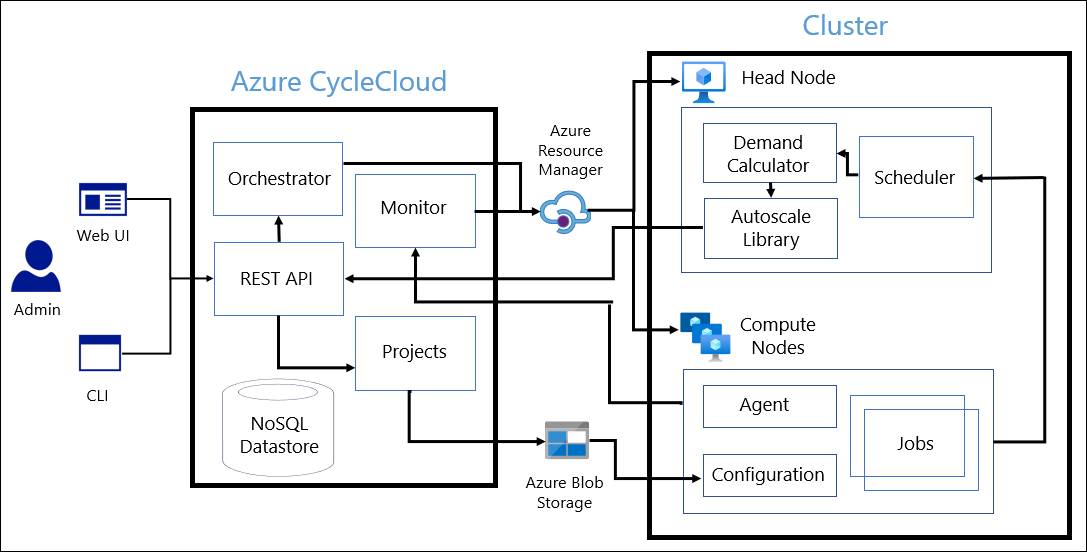 Cluster
Azure CycleCloud
Head Node
Azure
Resource
Manager
Demand
Calculator
Scheduler
Orchestrator
Monitor
Autoscale
Library
Web UI
REST API
Admin
Compute
Nodes
Projects
CLI
NoSQL
Datastore
Agent
Jobs
Configuration
Azure Blob
Storage